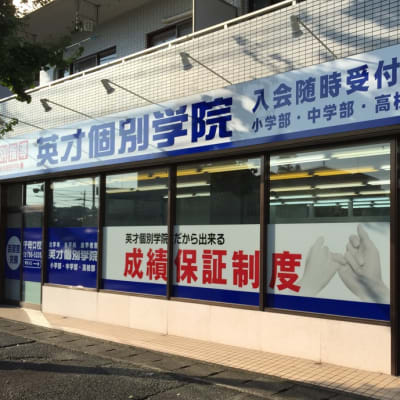 英才個別学院
入会随時受付
小学部・中学部・高校
英才個別学院だから出来る
成績保証制度
英才個別学院
小学部・中学部・高校部